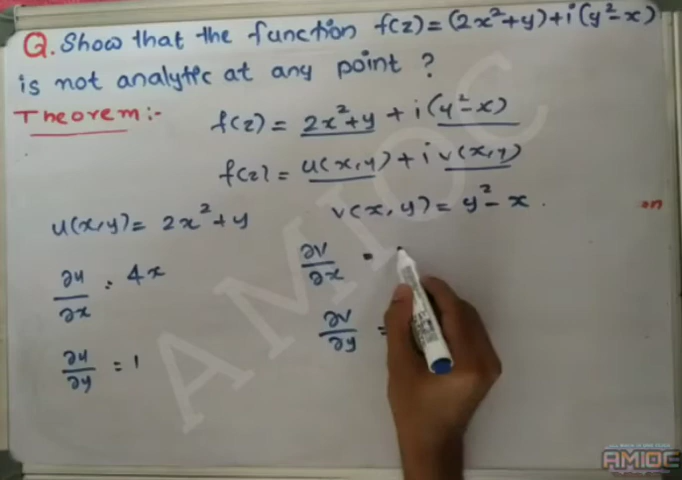 Q. Show that the function f(z) = (2x²+y) + i(y²-x)
is not analytic at any point ?
Theorem:-
f(z) = 2x²+y + i(y²-x)
f(z) = u(x,y) + i v(x,y)
u(x,y) = 2x²+y v(x,y) = y²-x.
∂u/∂x = 4x ∂v/∂x = -
∂u/∂y = 1 ∂v/∂y =
AMIOC
AMIOC